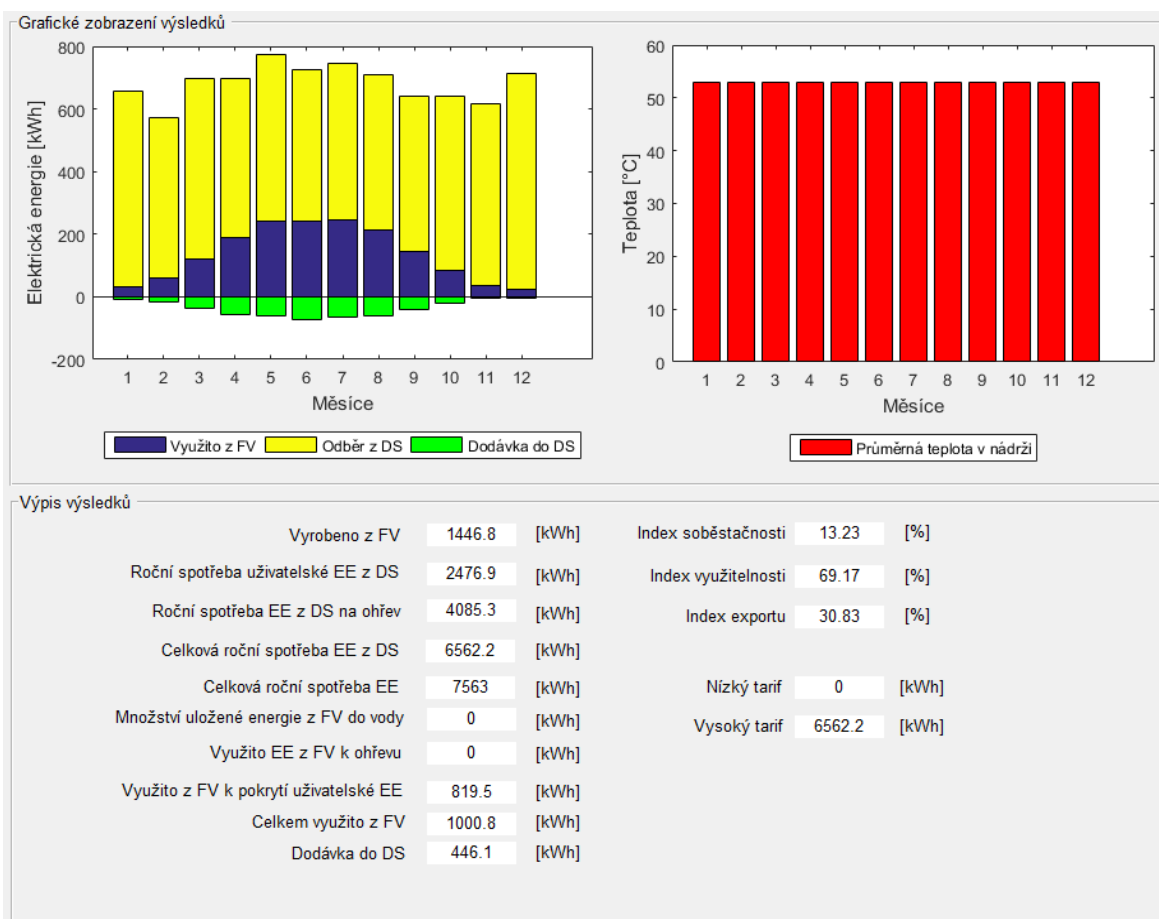 Grafické zobrazení výsledků
800
600
400
200
0
-200
Elektrická energie [kWh]
1 2 3 4 5 6 7 8 9 10 11 12
Měsíce
Využito z FV Odběr z DS Dodávka do DS
60
50
40
30
20
10
0
Teplota [°C]
1 2 3 4 5 6 7 8 9 10 11 12
Měsíce
Průměrná teplota v nádrži
Výpis výsledků
Vyrobeno z FV 1446.8 [kWh]
Roční spotřeba uživatelské EE z DS 2476.9 [kWh]
Roční spotřeba EE z DS na ohřev 4085.3 [kWh]
Celková roční spotřeba EE z DS 6562.2 [kWh]
Celková roční spotřeba EE 7563 [kWh]
Množství uložené energie z FV do vody 0 [kWh]
Využito EE z FV k ohřevu 0 [kWh]
Využito z FV k pokrytí uživatelské EE 819.5 [kWh]
Celkem využito z FV 1000.8 [kWh]
Dodávka do DS 446.1 [kWh]
Index soběstačnosti 13.23 [%]
Index využitelnosti 69.17 [%]
Index exportu 30.83 [%]
Nízký tarif 0 [kWh]
Vysoký tarif 6562.2 [kWh]